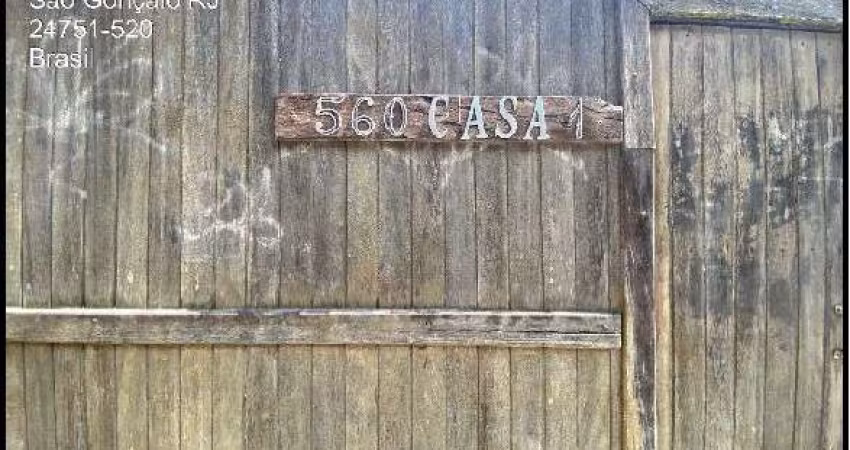 São Gonçalo RJ
24751-520
Brasil
560 CASA 1